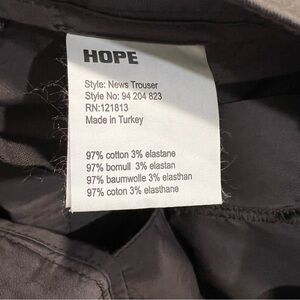 HOPE
Style: News Trouser
Style No: 94 204 823
RN:121813
Made in Turkey
97% cotton 3% elastane
97% bomull 3% elastan
97% baumwolle 3% elasthan
97% coton 3% elasthane